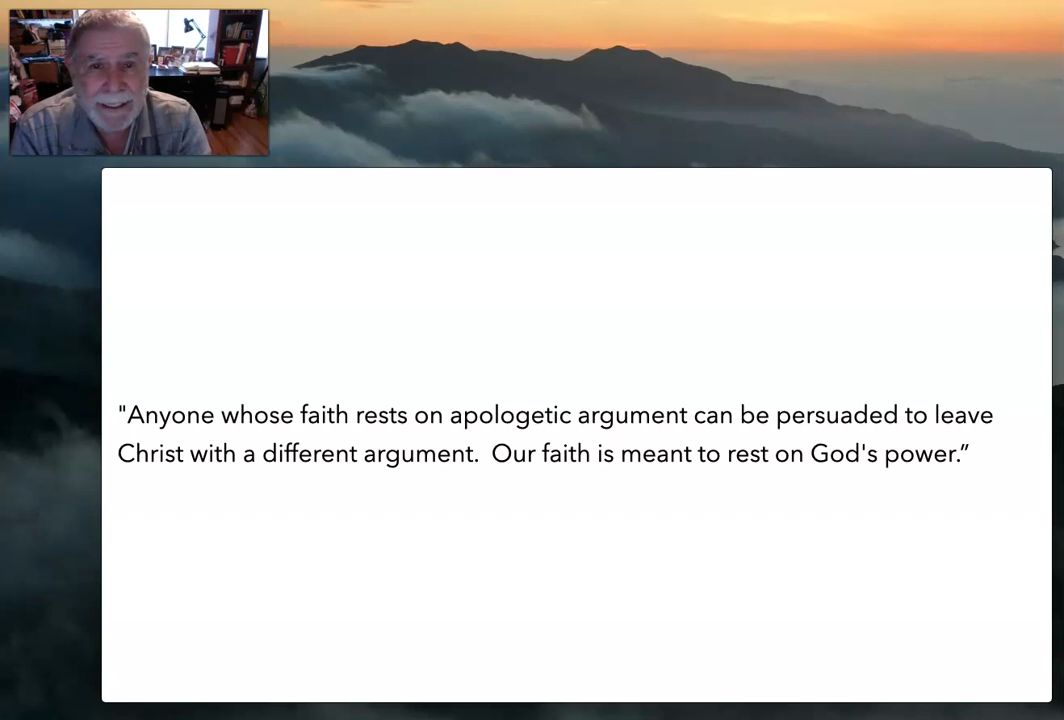 "Anyone whose faith rests on apologetic argument can be persuaded to leave
Christ with a different argument.  Our faith is meant to rest on God's power.”